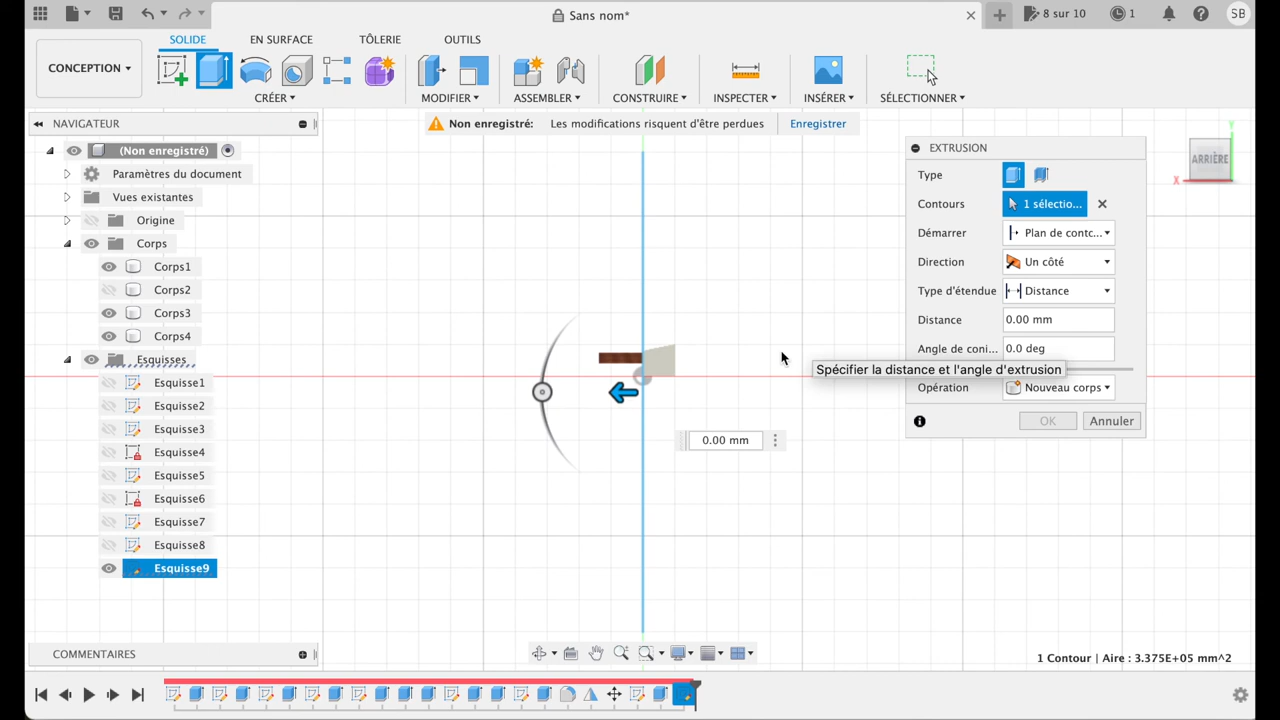 Sans nom*
8 sur 10
1
SB
CONCEPTION
SOLIDE
EN SURFACE
TÔLERIE
OUTILS
CRÉER
MODIFIER
ASSEMBLER
CONSTRUIRE
INSPECTER
INSÉRER
SÉLECTIONNER
NAVIGATEUR
Non enregistré: Les modifications risquent d'être perdues Enregistrer
(Non enregistré)
Paramètres du document
Vues existantes
Origine
Corps
Corps1
Corps2
Corps3
Corps4
Esquisses
Esquisse1
Esquisse2
Esquisse3
Esquisse4
Esquisse5
Esquisse6
Esquisse7
Esquisse8
Esquisse9
0.00 mm
EXTRUSION
Type
Contours 1 sélectio...
Démarrer Plan de contc...
Direction Un côté
Type d'étendue Distance
Distance 0.00 mm
Angle de coni... 0.0 deg
Spécifier la distance et l'angle d'extrusion
Opération Nouveau corps
OK Annuler
Y
ARRIÈRE
X
COMMENTAIRES
1 Contour | Aire : 3.375E+05 mm^2